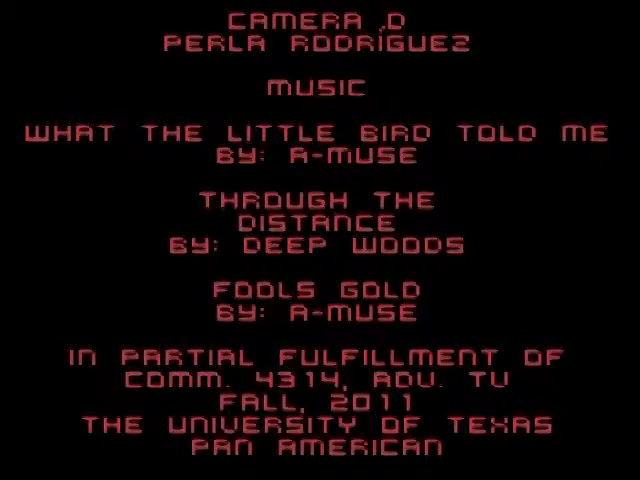 CAMERA ,D
PERLA RODRÍGUEZ
MUSIC
WHAT THE LITTLE BIRD TOLD ME
BY: A-MUSE
THROUGH THE
DISTANCE
BY: DEEP WOODS
FOOLS GOLD
BY: A-MUSE
IN PARTIAL FULFILLMENT OF
COMM. 4314, ADV. TV
FALL, 2011
THE UNIVERSITY OF TEXAS
PAN AMERICAN